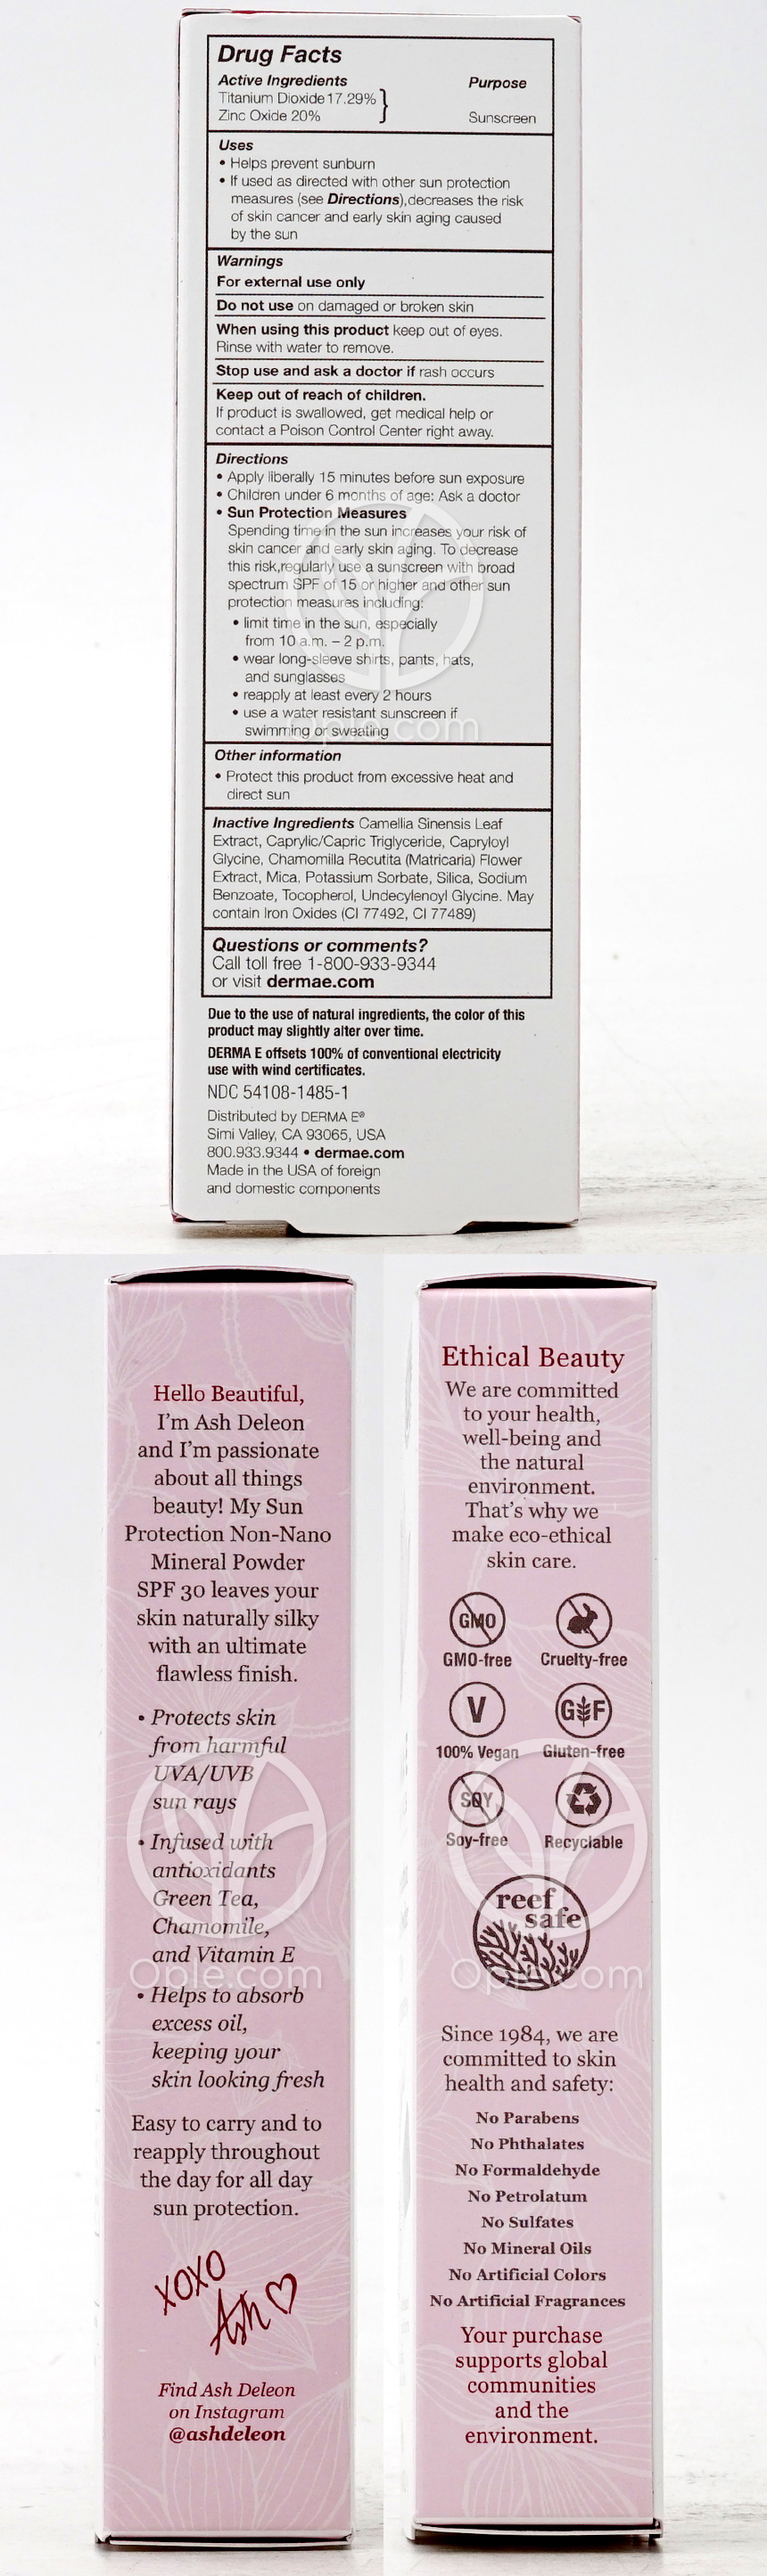 Drug Facts
Active Ingredients Purpose
Titanium Dioxide 17.29%
Zinc Oxide 20% } Sunscreen
Uses
• Helps prevent sunburn
• If used as directed with other sun protection
measures (see Directions),decreases the risk
of skin cancer and early skin aging caused
by the sun
Warnings
For external use only
Do not use on damaged or broken skin
When using this product keep out of eyes.
Rinse with water to remove.
Stop use and ask a doctor if rash occurs
Keep out of reach of children.
If product is swallowed, get medical help or
contact a Poison Control Center right away.
Directions
• Apply liberally 15 minutes before sun exposure
• Children under 6 months of age: Ask a doctor
• Sun Protection Measures
Spending time in the sun increases your risk of
skin cancer and early skin aging. To decrease
this risk,regularly use a sunscreen with broad
spectrum SPF of 15 or higher and other sun
protection measures including:
• limit time in the sun, especially
from 10 a.m. – 2 p.m.
• wear long-sleeve shirts, pants, hats,
and sunglasses
• reapply at least every 2 hours
• use a water resistant sunscreen if
swimming or sweating
Ople.com
Other information
• Protect this product from excessive heat and
direct sun
Inactive Ingredients Camellia Sinensis Leaf
Extract, Caprylic/Capric Triglyceride, Capryloyl
Glycine, Chamomilla Recutita (Matricaria) Flower
Extract, Mica, Potassium Sorbate, Silica, Sodium
Benzoate, Tocopherol, Undecylenoyl Glycine. May
contain Iron Oxides (CI 77492, CI 77489)
Questions or comments?
Call toll free 1-800-933-9344
or visit dermae.com
Due to the use of natural ingredients, the color of this
product may slightly alter over time.
DERMA E offsets 100% of conventional electricity
use with wind certificates.
NDC 54108-1485-1
Distributed by DERMA E®
Simi Valley, CA 93065, USA
800.933.9344 • dermae.com
Made in the USA of foreign
and domestic components
Hello Beautiful,
I'm Ash Deleon
and I'm passionate
about all things
beauty! My Sun
Protection Non-Nano
Mineral Powder
SPF 30 leaves your
skin naturally silky
with an ultimate
flawless finish.
• Protects skin
from harmful
UVA/UVB
sun rays
• Infused with
antioxidants
Green Tea,
Chamomile,
and Vitamin E
Ople.com
• Helps to absorb
excess oil,
keeping your
skin looking fresh
Easy to carry and to
reapply throughout
the day for all day
sun protection.
XOXO
Ash
Find Ash Deleon
on Instagram
@ashdeleon
Ethical Beauty
We are committed
to your health,
well-being and
the natural
environment.
That's why we
make eco-ethical
skin care.
GMO
GMO-free Cruelty-free
V G F
100% Vegan Gluten-free
SOY
Soy-free Recyclable
reef
safe
Ople.com
Since 1984, we are
committed to skin
health and safety:
No Parabens
No Phthalates
No Formaldehyde
No Petrolatum
No Sulfates
No Mineral Oils
No Artificial Colors
No Artificial Fragrances
Your purchase
supports global
communities
and the
environment.